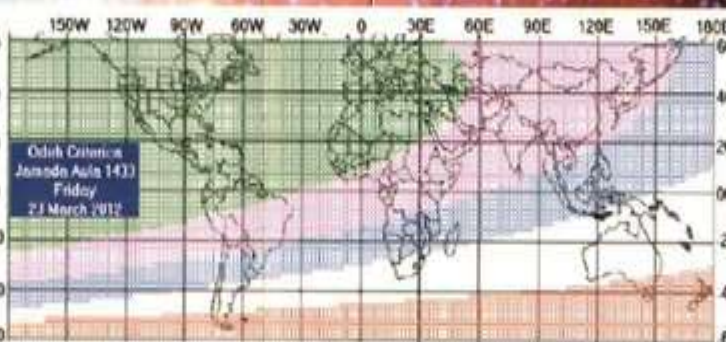 150W 120W 90W 60W 30W 0 30E 60E 90E 120E 150E 180E
Odeh Criterion
Jamada Aula 1433
Friday
23 March 2012